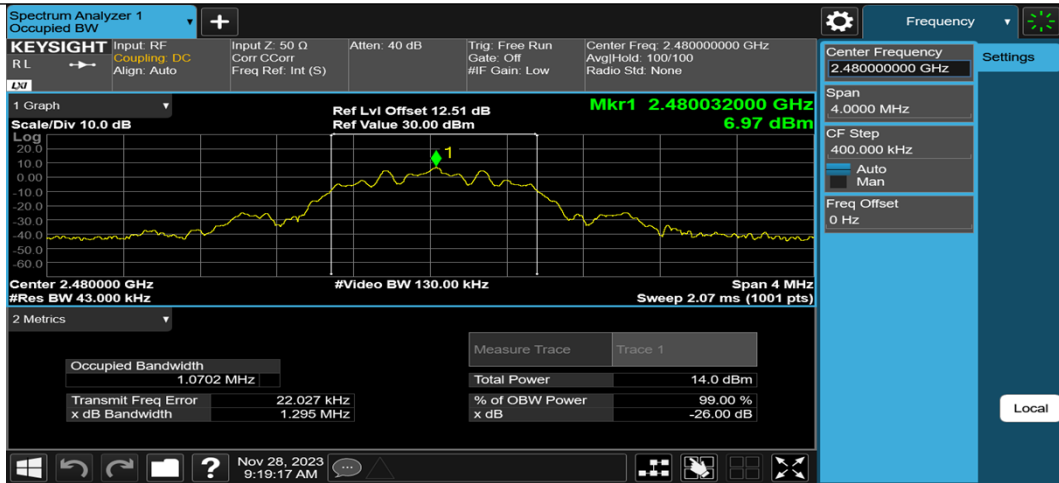 Spectrum Analyzer 1
Occupied BW
Frequency
KEYSIGHT
R L
LXI
Input: RF
Coupling: DC
Align: Auto
Input Z: 50 Ω
Corr CCorr
Freq Ref: Int (S)
Atten: 40 dB
Trig: Free Run
Gate: Off
#IF Gain: Low
Center Freq: 2.480000000 GHz
Avg|Hold: 100/100
Radio Std: None
Center Frequency
2.480000000 GHz
Settings
Span
4.0000 MHz
CF Step
400.000 kHz
Auto
Man
Freq Offset
0 Hz
Local
1 Graph
Scale/Div 10.0 dB
Ref Lvl Offset 12.51 dB
Ref Value 30.00 dBm
Mkr1 2.480032000 GHz
6.97 dBm
Log
20.0
10.0
0.00
-10.0
-20.0
-30.0
-40.0
-50.0
-60.0
1
Center 2.480000 GHz
#Video BW 130.00 kHz
Span 4 MHz
#Res BW 43.000 kHz
Sweep 2.07 ms (1001 pts)
2 Metrics
Measure Trace
Trace 1
Occupied Bandwidth
1.0702 MHz
Total Power
14.0 dBm
Transmit Freq Error
22.027 kHz
% of OBW Power
99.00 %
x dB Bandwidth
1.295 MHz
x dB
-26.00 dB
?
Nov 28, 2023
9:19:17 AM